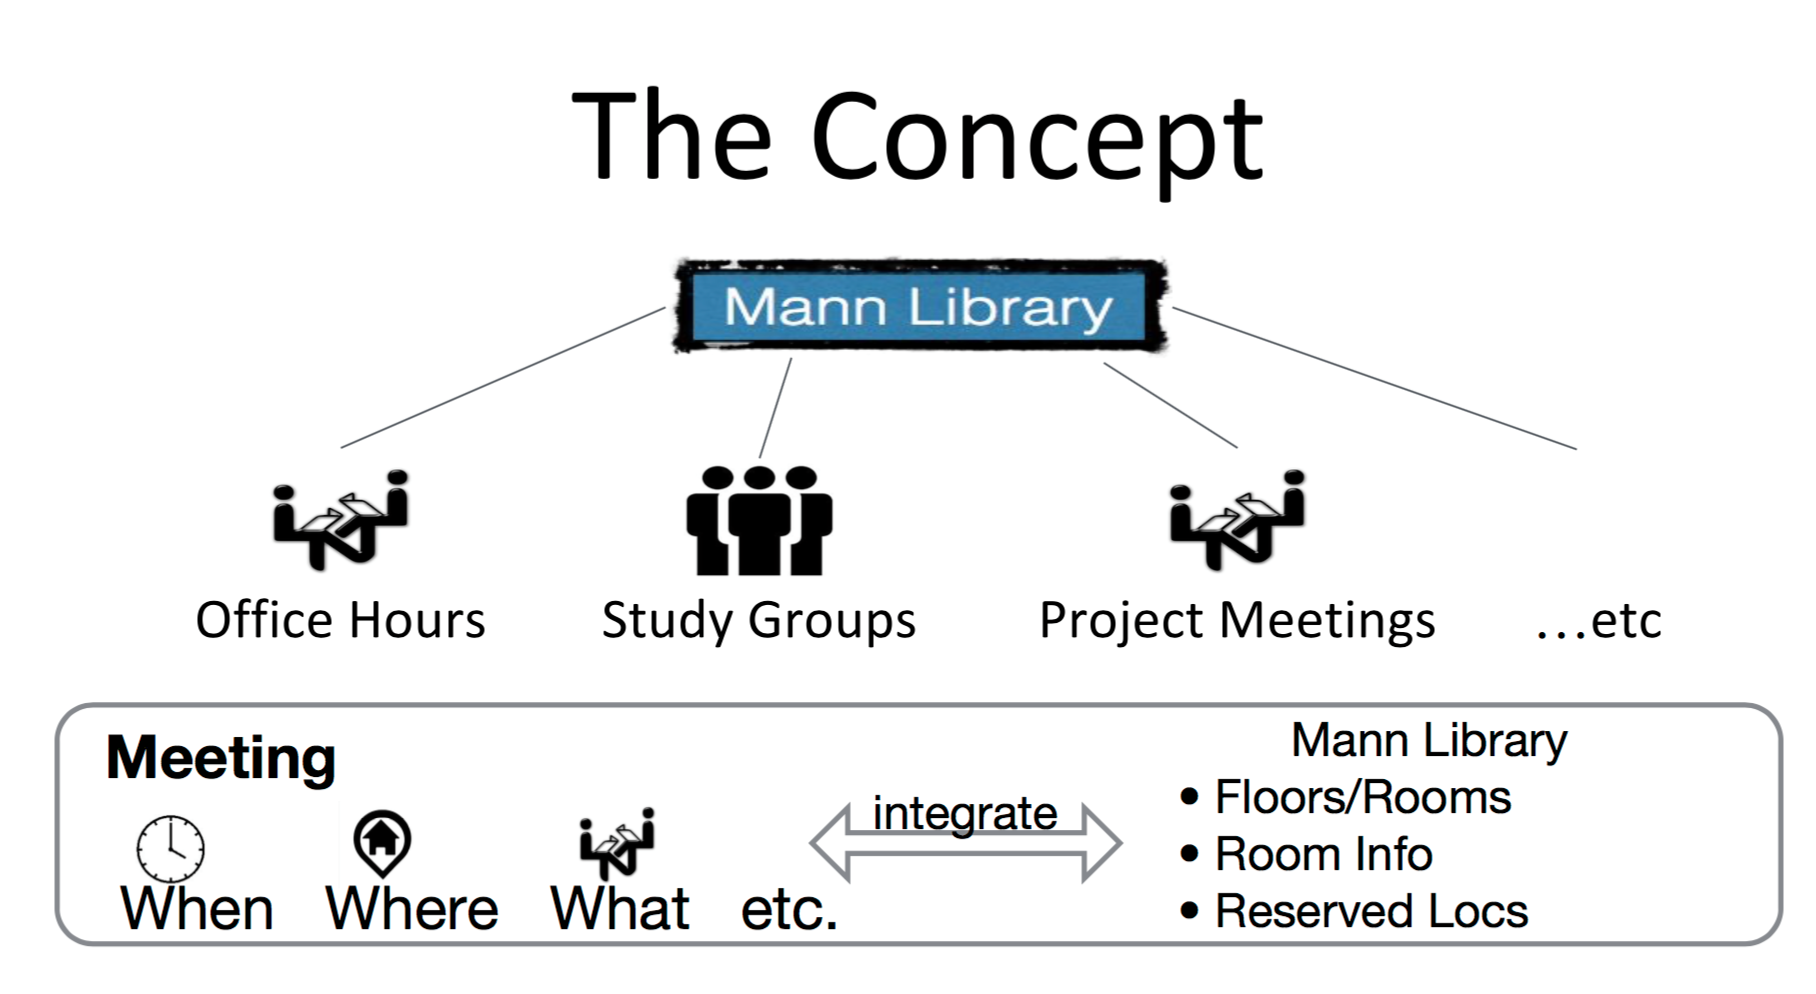 The Concept
Mann Library
Office Hours
Study Groups
Project Meetings
...etc
Meeting
When
Where
What
etc.
integrate
Mann Library
• Floors/Rooms
• Room Info
• Reserved Locs